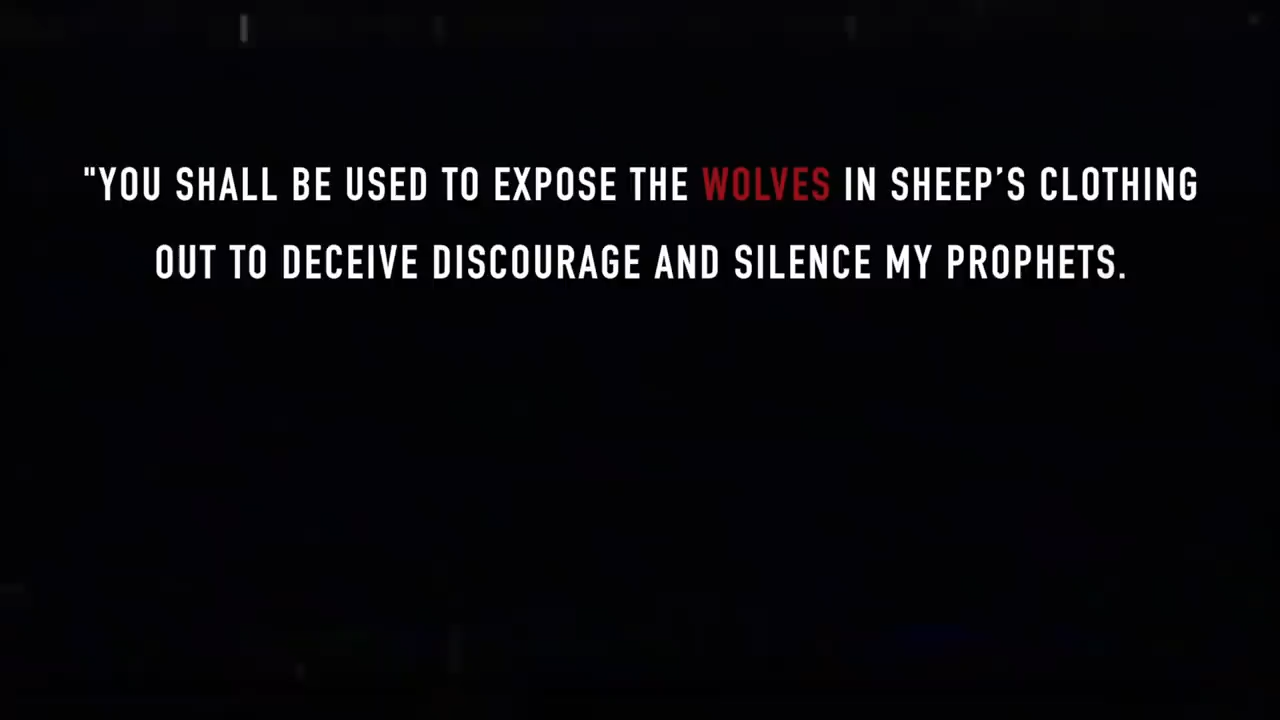 "YOU SHALL BE USED TO EXPOSE THE WOLVES IN SHEEP’S CLOTHING
OUT TO DECEIVE DISCOURAGE AND SILENCE MY PROPHETS.